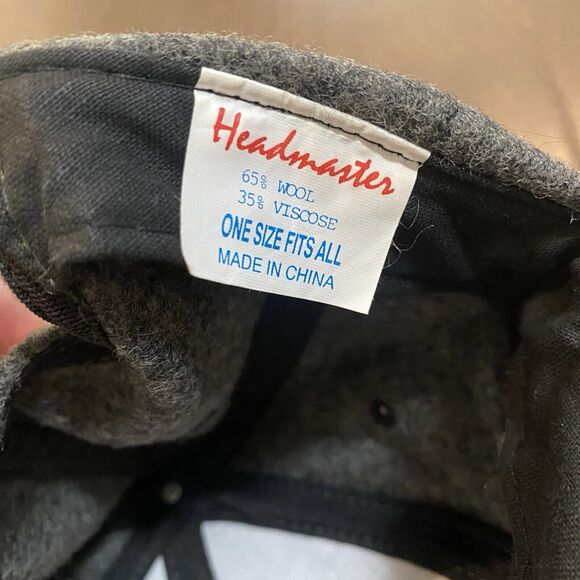 Headmaster
65% WOOL
35% VISCOSE
ONE SIZE FITS ALL
MADE IN CHINA